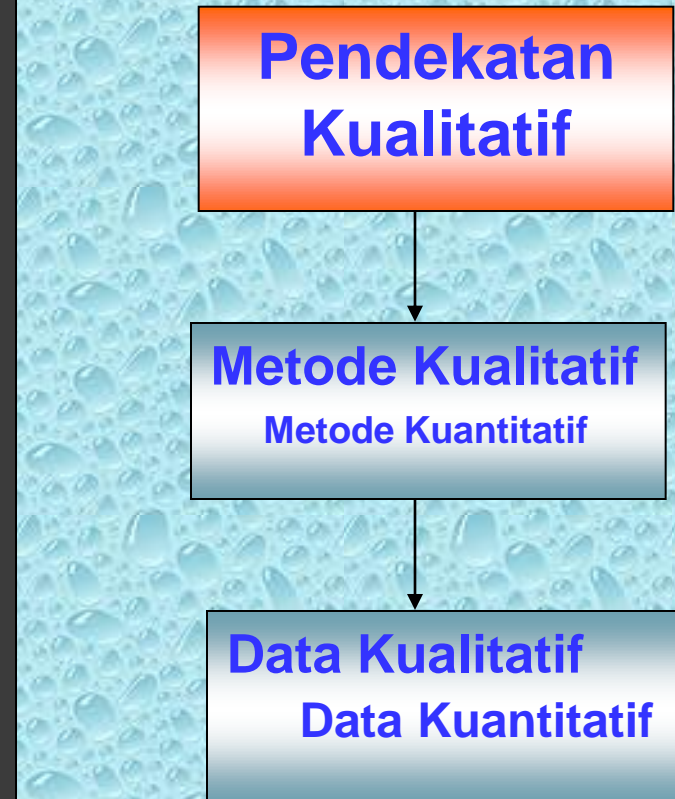 Pendekatan
Kualitatif
Metode Kualitatif
Metode Kuantitatif
Data Kualitatif
Data Kuantitatif